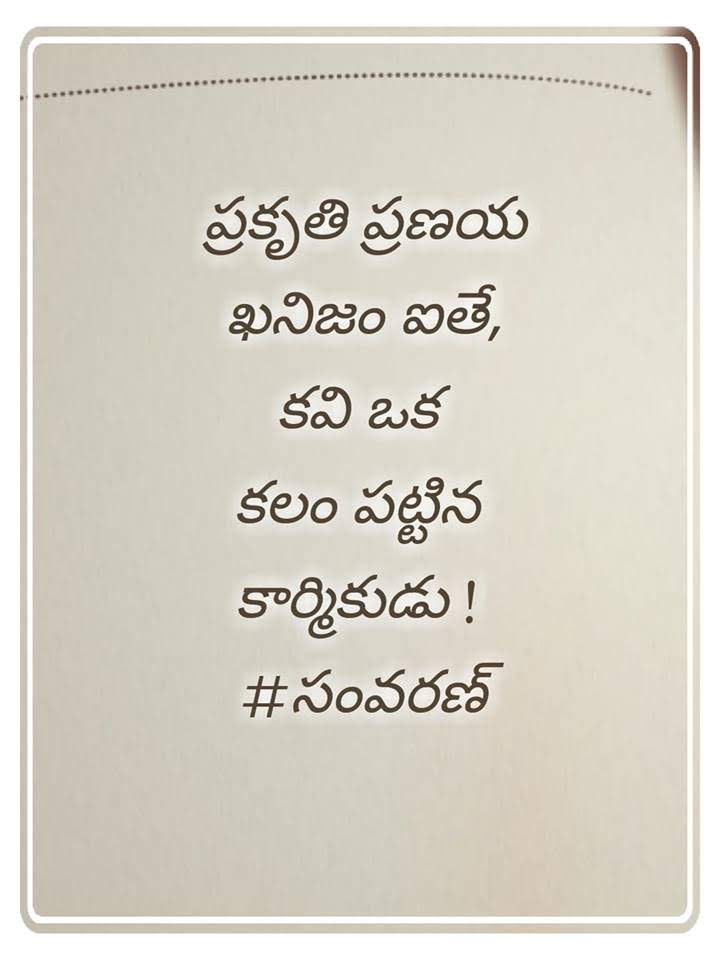 ప్రకృతి ప్రణయ
ఖనిజం ఐతే,
కవి ఒక
కలం పట్టిన
కార్మికుడు !
#సంవరణ్